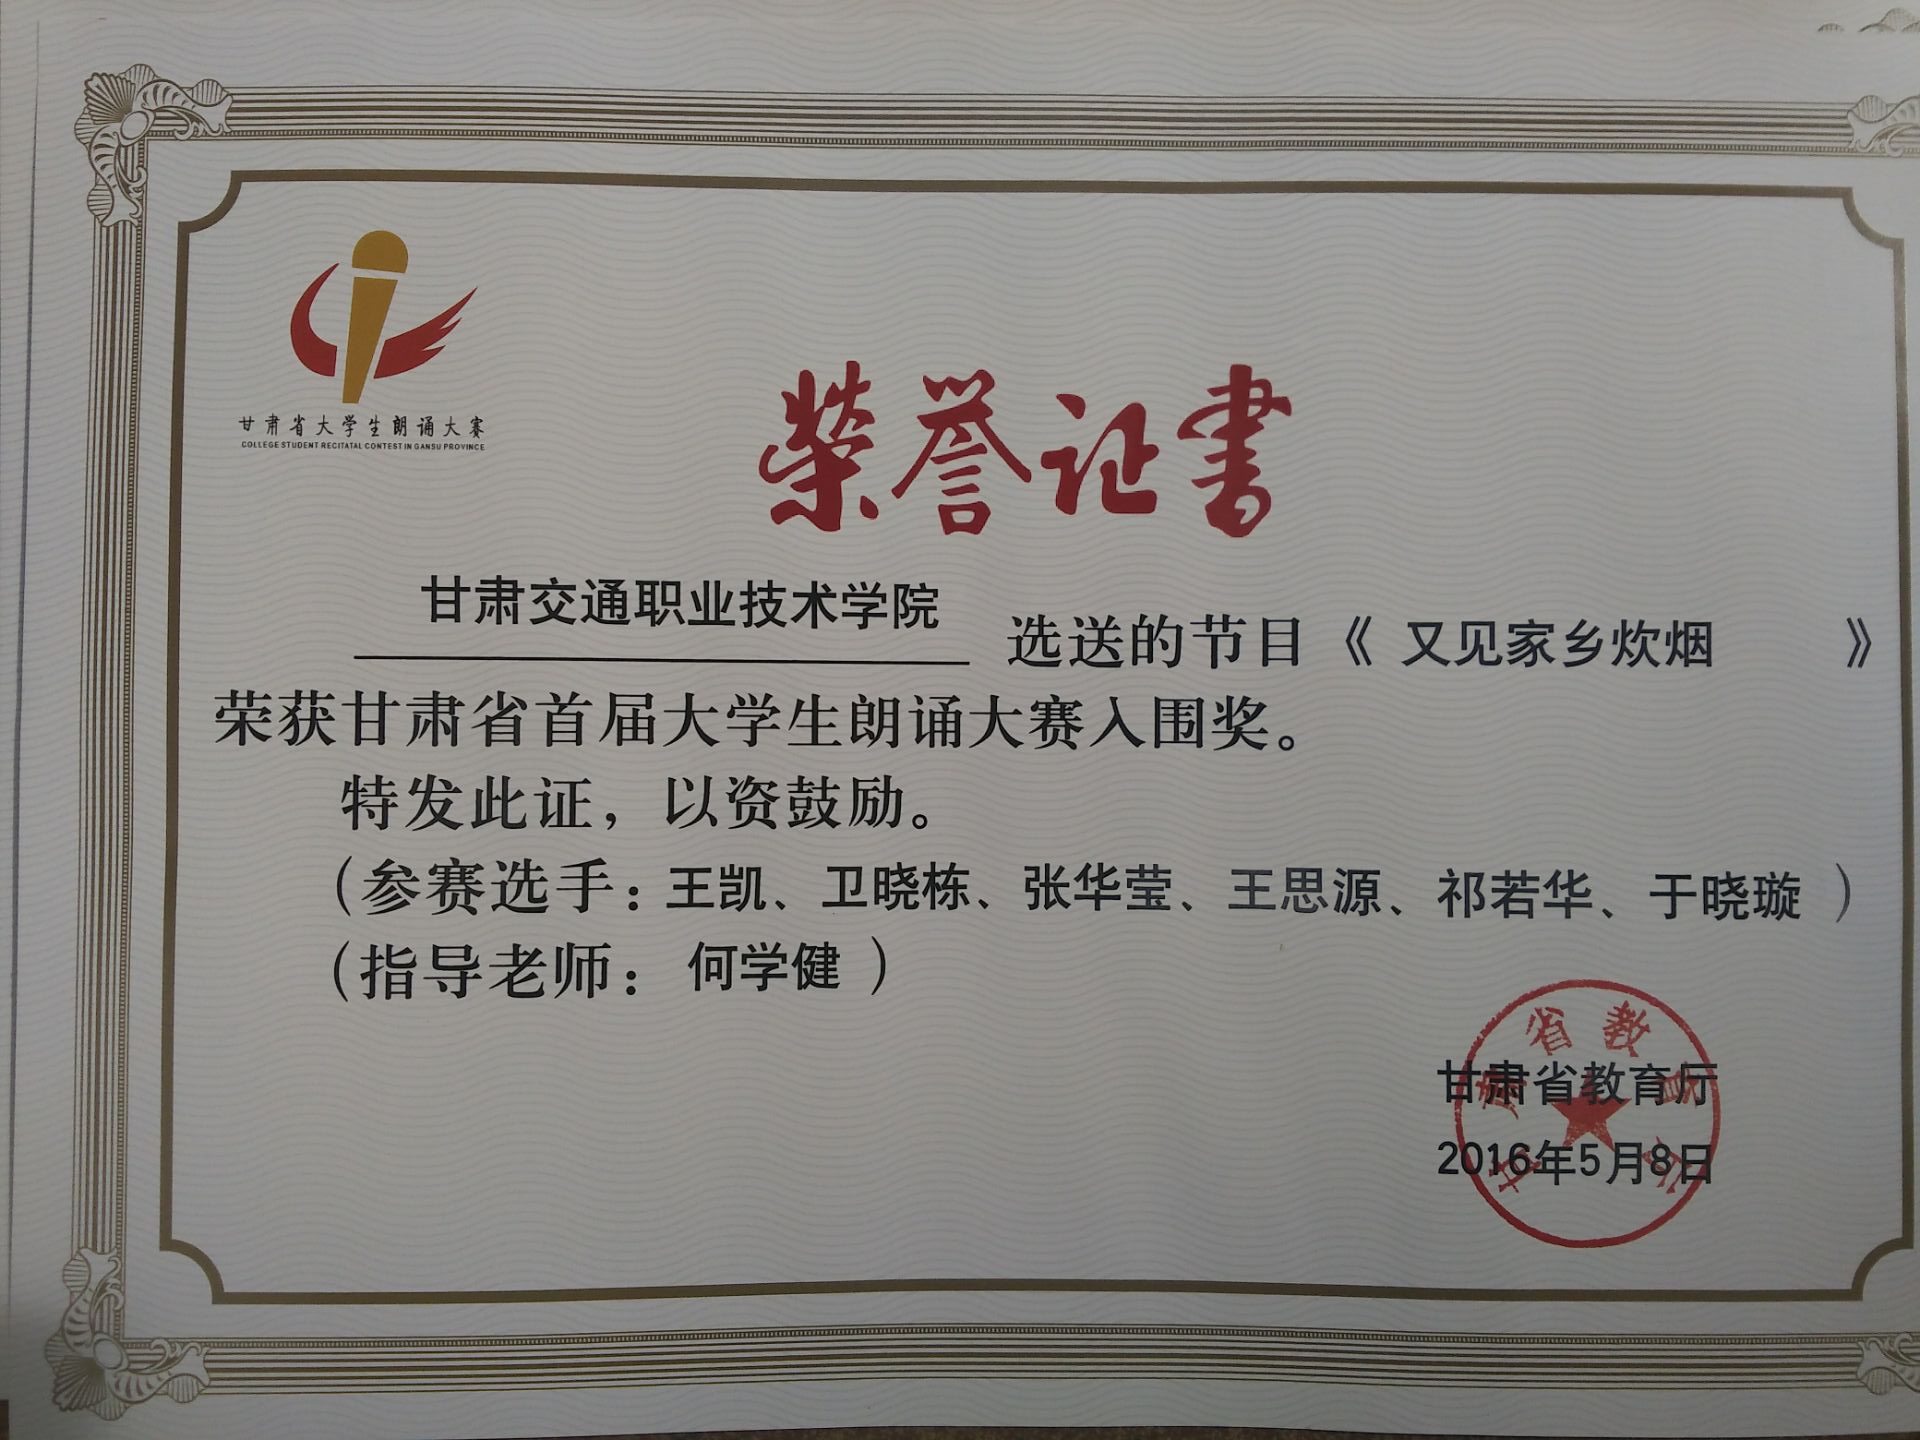 甘肃省大学生朗诵大赛
COLLEGE STUDENT RECITATAL CONTEST IN GANSU PROVINCE
荣誉证书
甘肃交通职业技术学院 选送的节目《 又见家乡炊烟 》
荣获甘肃省首届大学生朗诵大赛入围奖。
特发此证，以资鼓励。
（参赛选手：王凯、卫晓栋、张华莹、王思源、祁若华、于晓璇 ）
（指导老师： 何学健 ）
甘肃省教育厅
甘肃省教育厅
2016年5月8日